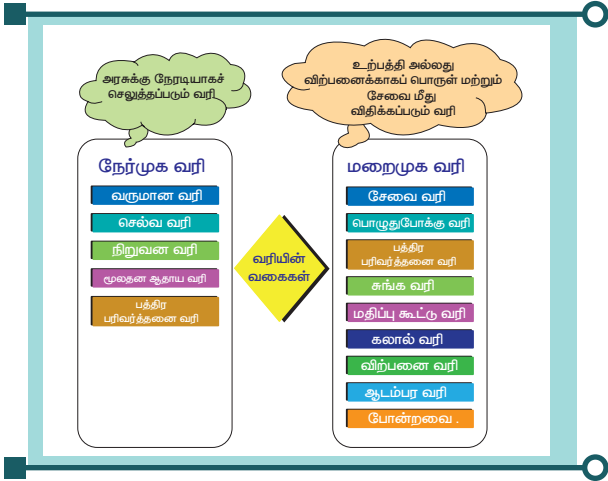 அரசுக்கு நேரடியாகச்
செலுத்தப்படும் வரி
உற்பத்தி அல்லது
விற்பனைக்காகப் பொருள் மற்றும்
சேவை மீது
விதிக்கப்படும் வரி
நேர்முக வரி
வருமான வரி
செல்வ வரி
நிறுவன வரி
மூலதன ஆதாய வரி
பத்திர
பரிவர்த்தனை வரி
வரியின்
வகைகள்
மறைமுக வரி
சேவை வரி
பொழுதுபோக்கு வரி
பத்திர
பரிவர்த்தனை வரி
சுங்க வரி
மதிப்பு கூட்டு வரி
கலால் வரி
விற்பனை வரி
ஆடம்பர வரி
போன்றவை .